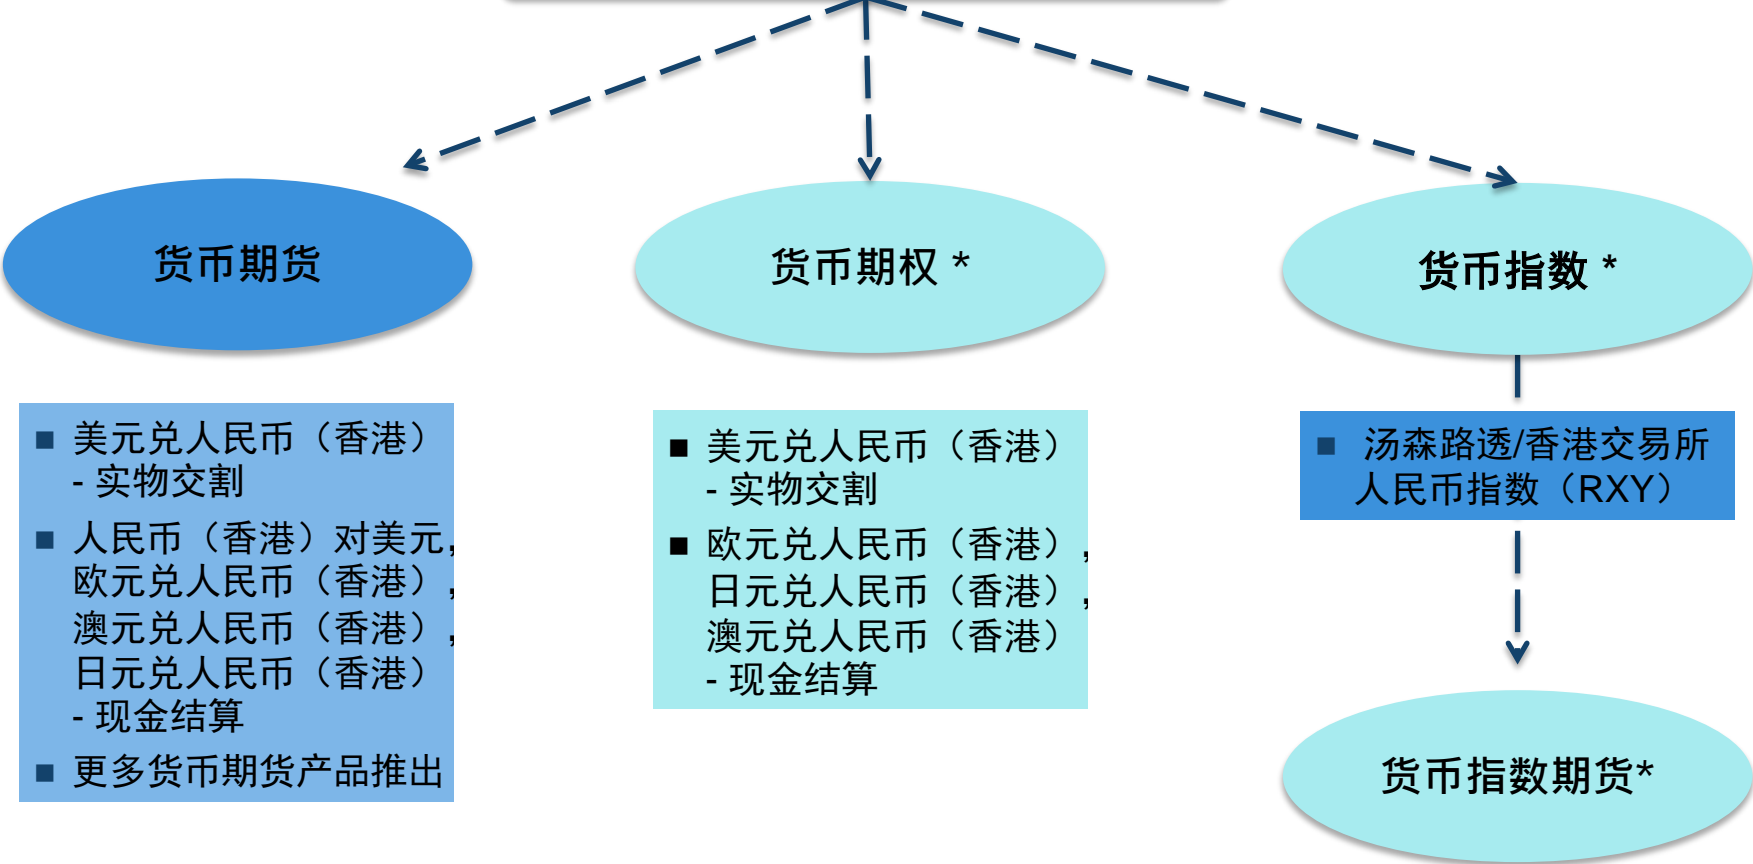 货币期货
美元兑人民币（香港）
- 实物交割
人民币（香港）对美元,
欧元兑人民币（香港）,
澳元兑人民币（香港）,
日元兑人民币（香港）
- 现金结算
更多货币期货产品推出
货币期权 *
美元兑人民币（香港）
- 实物交割
欧元兑人民币（香港）,
日元兑人民币（香港）,
澳元兑人民币（香港）
- 现金结算
货币指数 *
汤森路透/香港交易所
人民币指数（RXY）
货币指数期货*